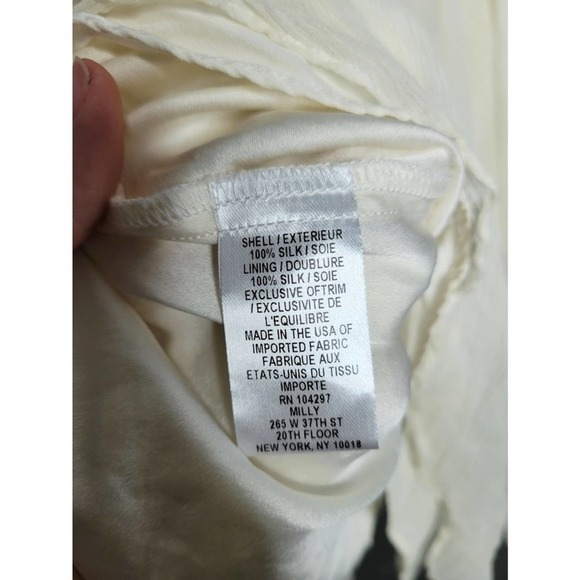 SHELL / EXTERIEUR
100% SILK / SOIE
LINING / DOUBLURE
100% SILK / SOIE
EXCLUSIVE OFTRIM
/ EXCLUSIVITE DE
L'EQUILIBRE
MADE IN THE USA OF
IMPORTED FABRIC
FABRIQUE AUX
ETATS-UNIS DU TISSU
IMPORTE
RN 104297
MILLY
265 W 37TH ST
20TH FLOOR
NEW YORK, NY 10018